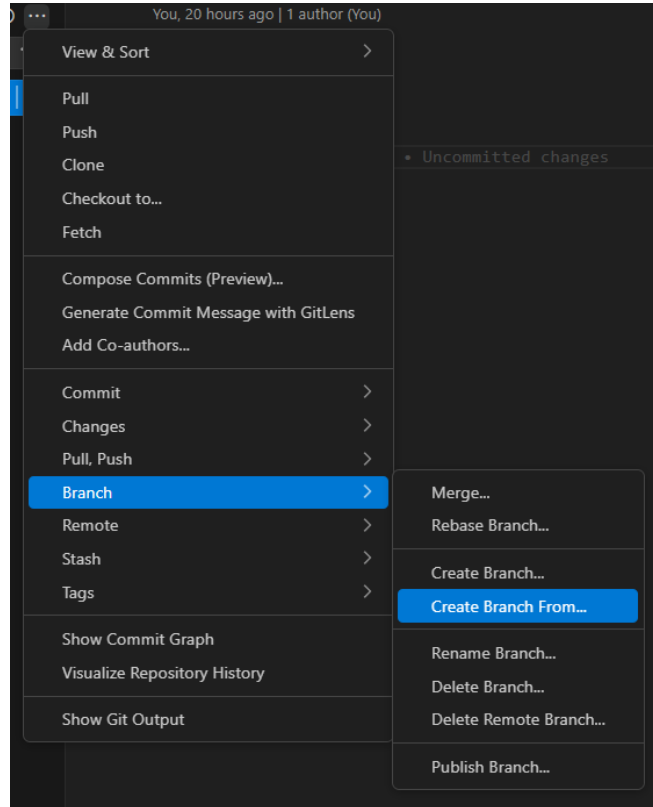 You, 20 hours ago | 1 author (You)
View & Sort
Pull
Push
Clone
• Uncommitted changes
Checkout to...
Fetch
Compose Commits (Preview)...
Generate Commit Message with GitLens
Add Co-authors...
Commit
Changes
Pull, Push
Branch
Remote
Stash
Tags
Show Commit Graph
Visualize Repository History
Show Git Output
Merge...
Rebase Branch...
Create Branch...
Create Branch From...
Rename Branch...
Delete Branch...
Delete Remote Branch...
Publish Branch...